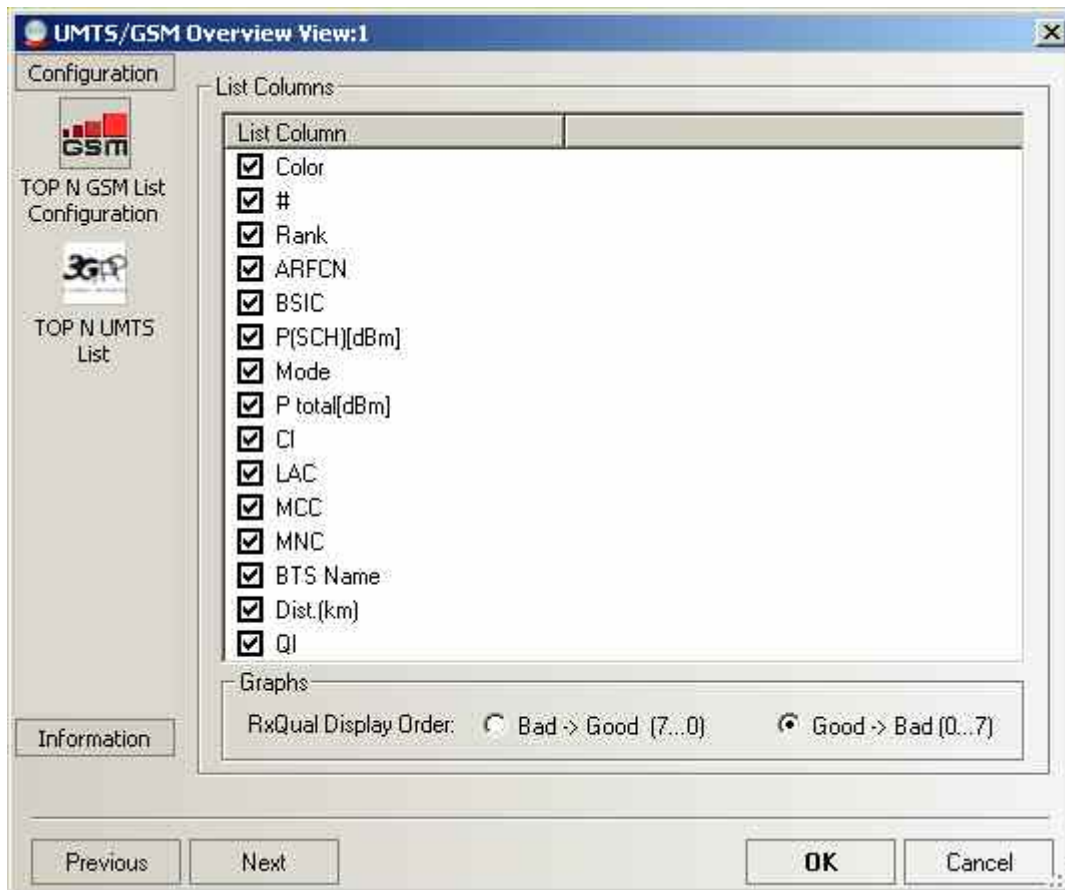 UMTS/GSM Overview View:1
Configuration
GSM
TOP N GSM List
Configuration
3GPP
TOP N UMTS
List
Information
List Columns
List Column
Color
#
Rank
ARFCN
BSIC
P(SCH)[dBm]
Mode
P total[dBm]
CI
LAC
MCC
MNC
BTS Name
Dist.(km)
QI
Graphs
RxQual Display Order:
Bad -> Good (7...0)
Good -> Bad (0...7)
Previous
Next
OK
Cancel